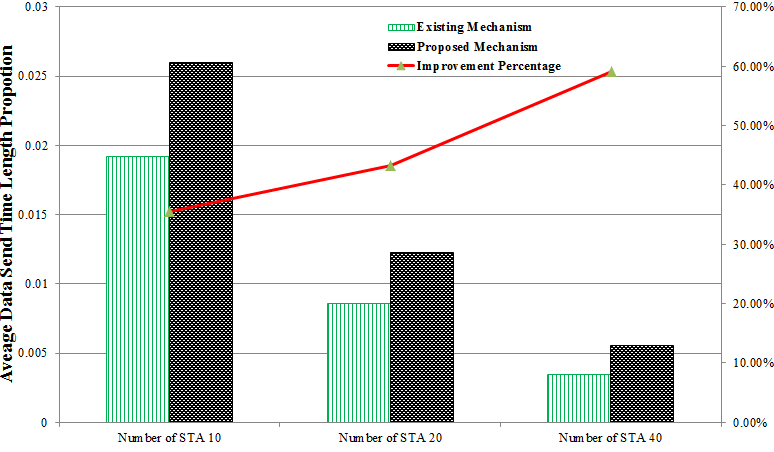 0.03
0.025
0.02
0.015
0.01
0.005
0
Aveage Data Send Time Length Propotion
Existing Mechanism
Proposed Mechanism
Improvement Percentage
70.00%
60.00%
50.00%
40.00%
30.00%
20.00%
10.00%
0.00%
Number of STA 10
Number of STA 20
Number of STA 40